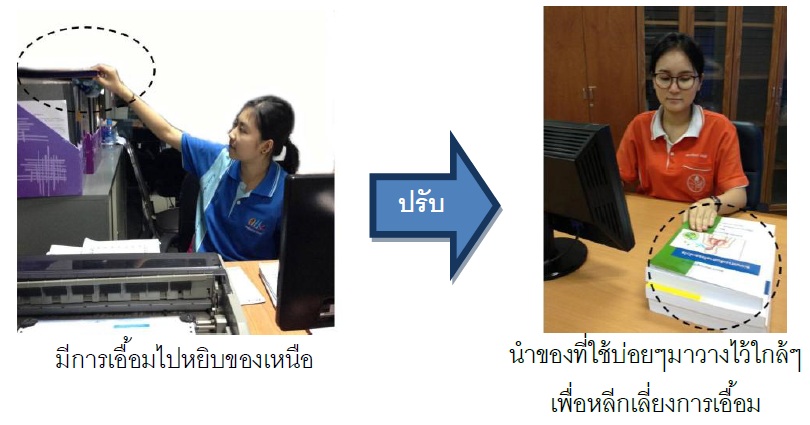 ปรับ
มีการเอื้อมไปหยิบของเหนือ
นำของที่ใช้บ่อยๆมาวางไว้ใกล้ๆ
เพื่อหลีกเลี่ยงการเอื้อม